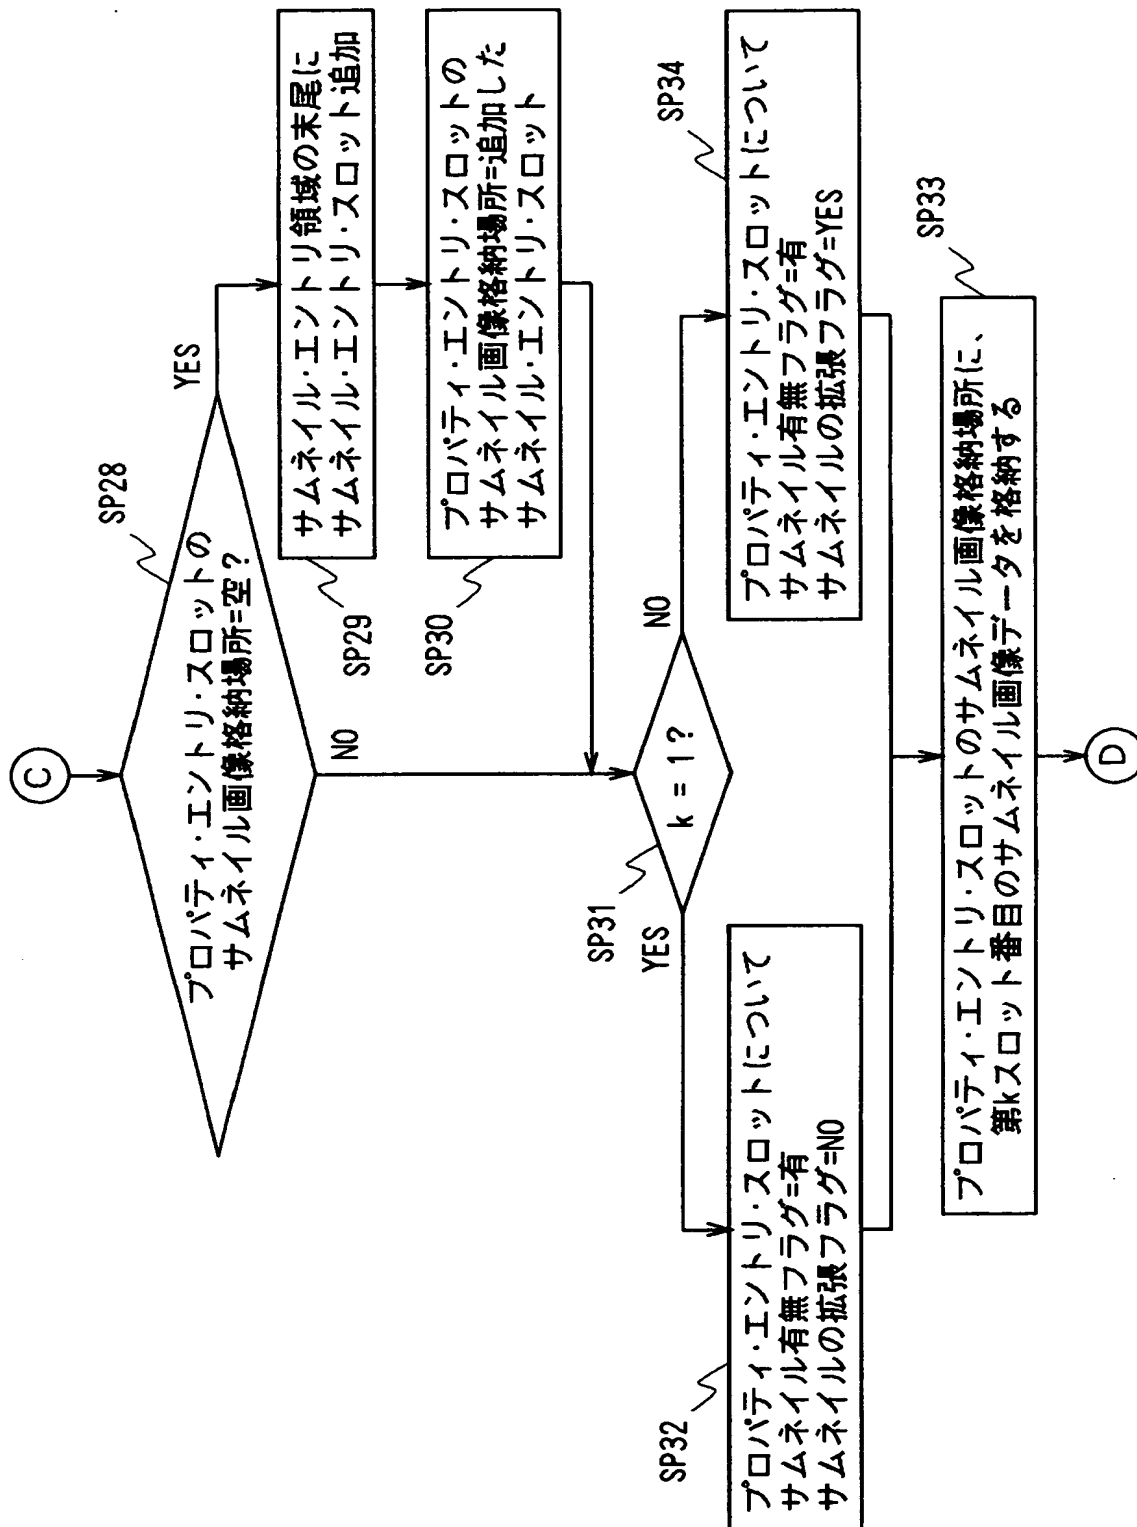 C
SP28
プロパティ・エントリ・スロットの
サムネイル画像格納場所=空?
YES
NO
サムネイル・エントリ領域の末尾に
サムネイル・エントリ・スロット追加
SP29
プロパティ・エントリ・スロットの
サムネイル画像格納場所=追加した
サムネイル・エントリ・スロット
SP30
k = 1 ?
SP31
YES
NO
SP32
プロパティ・エントリ・スロットについて
サムネイル有無フラグ=有
サムネイルの拡張フラグ=NO
SP34
プロパティ・エントリ・スロットについて
サムネイル有無フラグ=有
サムネイルの拡張フラグ=YES
SP33
プロパティ・エントリ・スロットのサムネイル画像格納場所に、
第kスロット番目のサムネイル画像データを格納する
D